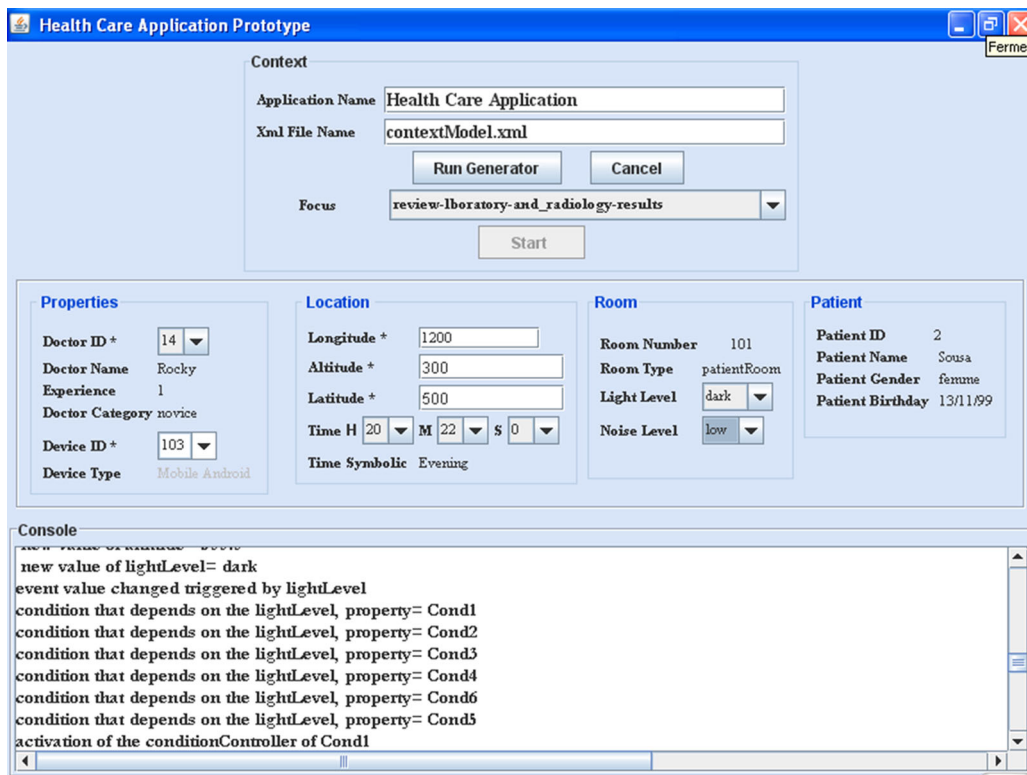 Health Care Application Prototype
Ferme
Context
Application Name Health Care Application
Xml File Name contextModel.xml
Run Generator Cancel
Focus review-lboratory-and_radiology-results
Start
Properties
Doctor ID * 14
Doctor Name Rocky
Experience 1
Doctor Category novice
Device ID * 103
Device Type Mobile Android
Location
Longitude * 1200
Altitude * 300
Latitude * 500
Time H 20 M 22 S 0
Time Symbolic Evening
Room
Room Number 101
Room Type patientRoom
Light Level dark
Noise Level low
Patient
Patient ID 2
Patient Name Sousa
Patient Gender femme
Patient Birthday 13/11/99
Console
new value of lightLevel= dark
event value changed triggered by lightLevel
condition that depends on the lightLevel, property= Cond1
condition that depends on the lightLevel, property= Cond2
condition that depends on the lightLevel, property= Cond3
condition that depends on the lightLevel, property= Cond4
condition that depends on the lightLevel, property= Cond6
condition that depends on the lightLevel, property= Cond5
activation of the conditionController of Cond1